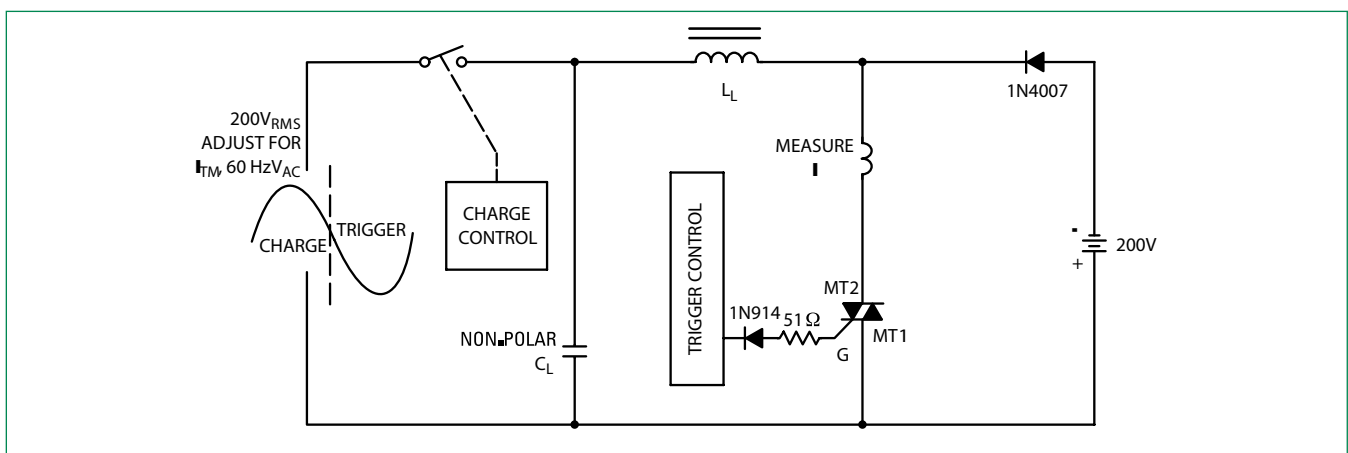 200V_RMS
ADJUST FOR
I_TM, 60 HzV_AC
CHARGE
TRIGGER
CHARGE
CONTROL
NON-POLAR
C_L
L_L
TRIGGER CONTROL
MEASURE
I
1N914
51 Ω
MT2
MT1
G
1N4007
-
+
200V